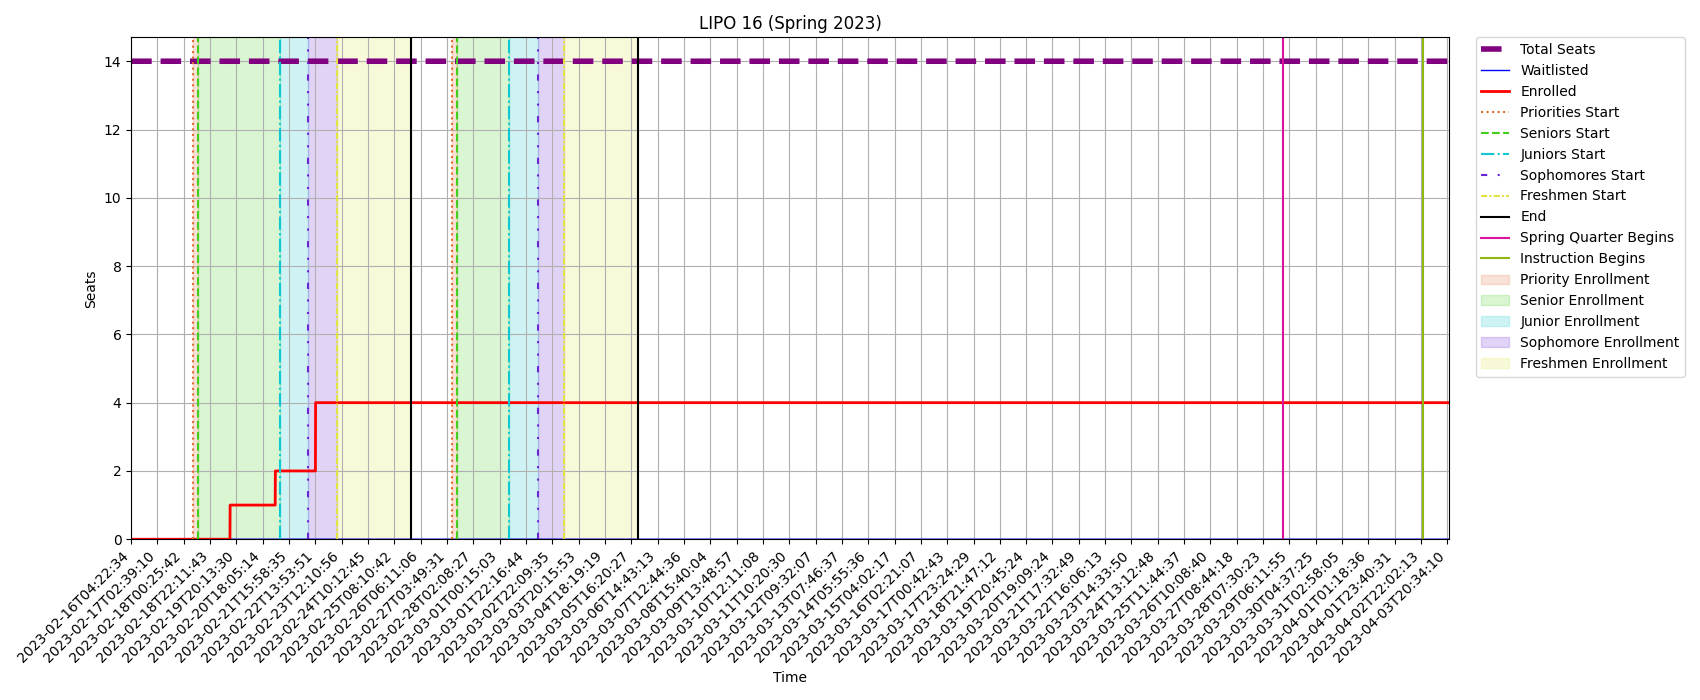 LIPO 16 (Spring 2023)
14
12
10
8
6
4
2
0
Seats
2023-02-16T04:22:34
2023-02-17T02:39:10
2023-02-18T00:25:42
2023-02-18T22:11:43
2023-02-19T20:13:30
2023-02-20T18:05:14
2023-02-21T15:58:35
2023-02-22T13:53:51
2023-02-23T12:10:56
2023-02-24T10:12:45
2023-02-25T08:10:42
2023-02-26T06:11:06
2023-02-27T03:49:31
2023-02-28T02:08:27
2023-03-01T00:15:03
2023-03-01T22:16:44
2023-03-02T22:09:35
2023-03-03T20:15:53
2023-03-04T18:19:19
2023-03-05T16:20:27
2023-03-06T14:43:13
2023-03-07T12:44:36
2023-03-08T15:40:04
2023-03-09T13:48:57
2023-03-10T12:11:08
2023-03-11T10:20:30
2023-03-12T09:32:07
2023-03-13T07:46:37
2023-03-14T05:55:36
2023-03-15T04:02:17
2023-03-16T02:21:07
2023-03-17T00:42:43
2023-03-17T23:24:29
2023-03-18T21:47:12
2023-03-19T20:45:24
2023-03-20T19:09:24
2023-03-21T17:32:49
2023-03-22T16:06:13
2023-03-23T14:33:50
2023-03-24T13:12:48
2023-03-25T11:44:37
2023-03-26T10:08:40
2023-03-27T08:44:18
2023-03-28T07:30:23
2023-03-29T06:11:55
2023-03-30T04:37:25
2023-03-31T02:58:05
2023-04-01T01:18:36
2023-04-01T23:40:31
2023-04-02T22:02:13
2023-04-03T20:34:10
Time
Total Seats
Waitlisted
Enrolled
Priorities Start
Seniors Start
Juniors Start
Sophomores Start
Freshmen Start
End
Spring Quarter Begins
Instruction Begins
Priority Enrollment
Senior Enrollment
Junior Enrollment
Sophomore Enrollment
Freshmen Enrollment